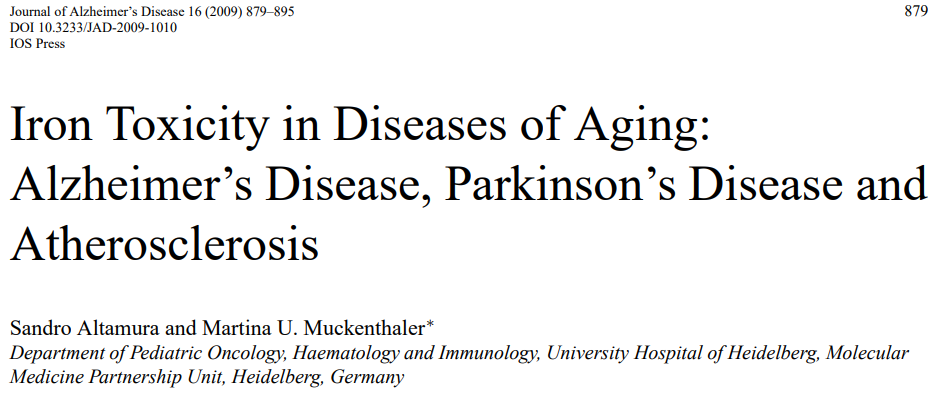 Journal of Alzheimer's Disease 16 (2009) 879–895
879
DOI 10.3233/JAD-2009-1010
IOS Press
Iron Toxicity in Diseases of Aging:
Alzheimer's Disease, Parkinson's Disease and
Atherosclerosis
Sandro Altamura and Martina U. Muckenthaler*
Department of Pediatric Oncology, Haematology and Immunology, University Hospital of Heidelberg, Molecular
Medicine Partnership Unit, Heidelberg, Germany